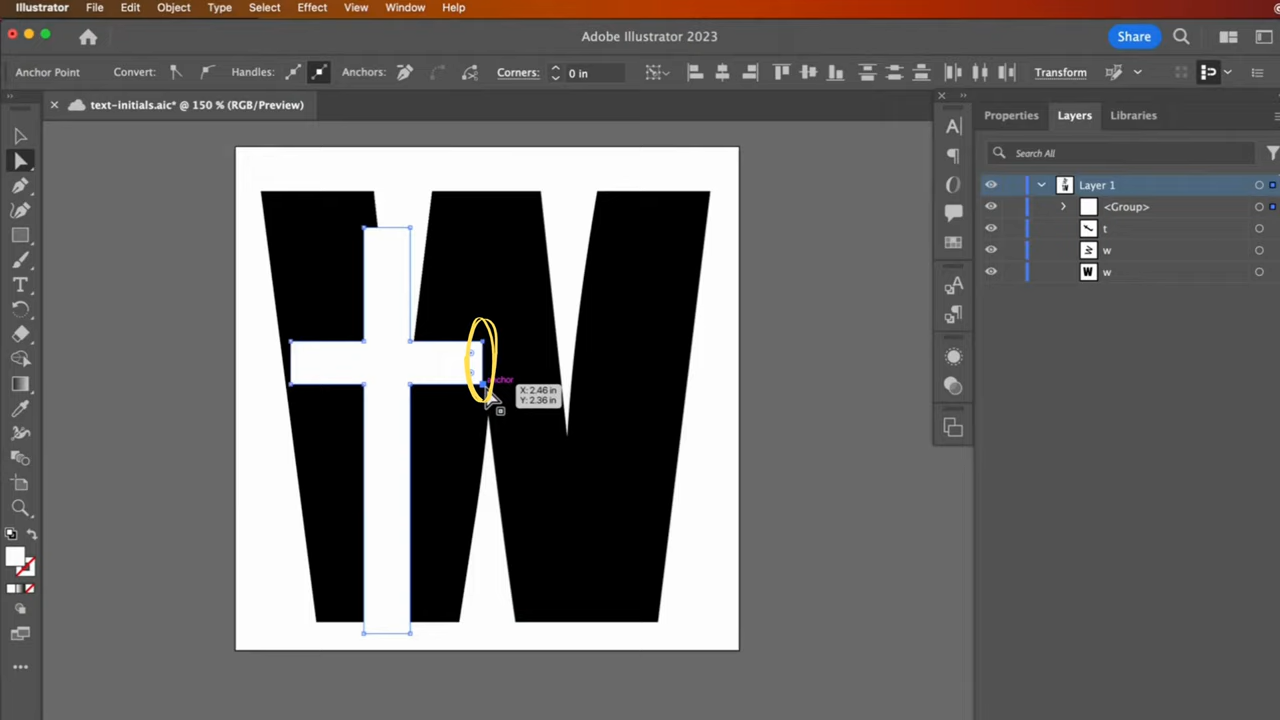 Illustrator File Edit Object Type Select Effect View Window Help
Adobe Illustrator 2023
Share
Anchor Point Convert: Handles: Anchors: Corners: 0 in Transform
× text-initials.aic* @ 150 % (RGB/Preview)
Properties Layers Libraries
Search All
Layer 1
<Group>
t
w
w
W
t
anchor
X: 2.46 in
Y: 2.36 in